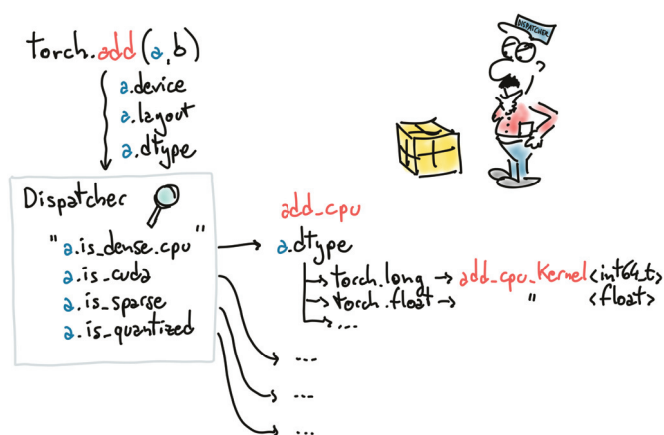 DISPATCHER
torch.add(a,b)
a.device
a.layout
a.dtype
Dispatcher
"a.is_dense.cpu"
a.is_cuda
a.is_sparse
a.is_quantized
add_cpu
a.dtype
torch.long → add_cpu_Kernel<int64_t>
torch.float → " <float>
...
...
...
...